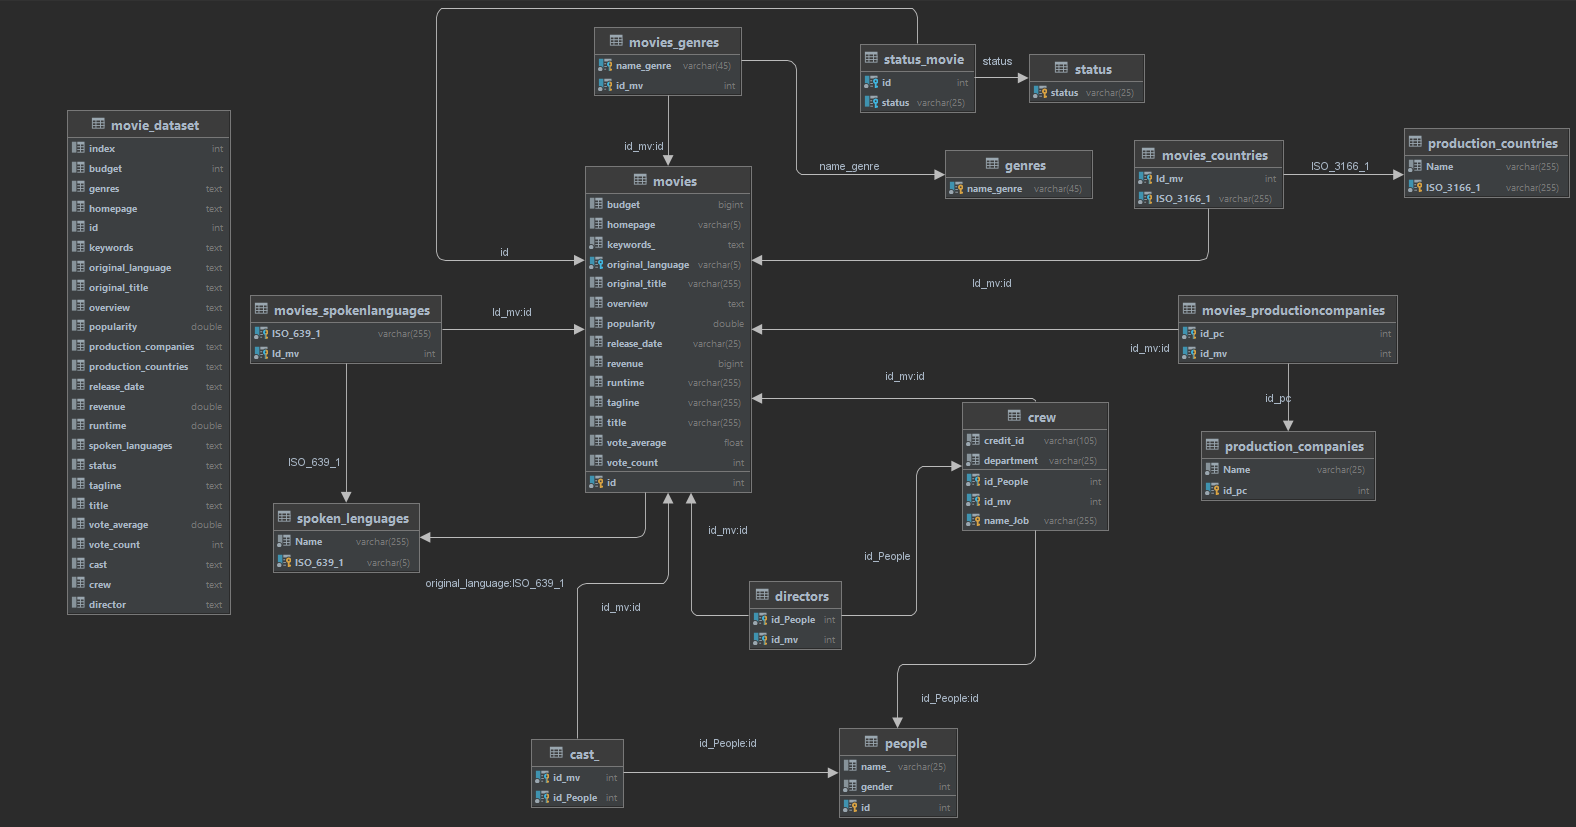 movie_dataset
index int
budget int
genres text
homepage text
id int
keywords text
original_language text
original_title text
overview text
popularity double
production_companies text
production_countries text
release_date text
revenue double
runtime double
spoken_languages text
status text
tagline text
title text
vote_average double
vote_count int
cast text
crew text
director text
movies_genres
name_genre varchar(45)
id_mv int
id_mv:id
name_genre
status_movie
id int
status varchar(25)
status
id
status
status varchar(25)
genres
name_genre varchar(45)
movies_countries
Id_mv int
ISO_3166_1 varchar(255)
ISO_3166_1
Id_mv:id
production_countries
Name varchar(255)
ISO_3166_1 varchar(255)
movies
budget bigint
homepage varchar(5)
keywords_ text
original_language varchar(5)
original_title varchar(255)
overview text
popularity double
release_date varchar(25)
revenue bigint
runtime varchar(255)
tagline varchar(255)
title varchar(255)
vote_average float
vote_count int
id int
movies_spokenlanguages
ISO_639_1 varchar(255)
Id_mv int
Id_mv:id
ISO_639_1
spoken_lenguages
Name varchar(255)
ISO_639_1 varchar(5)
original_language:ISO_639_1
movies_productioncompanies
id_pc int
id_mv int
id_mv:id
id_pc
production_companies
Name varchar(25)
id_pc int
id_mv:id
crew
credit_id varchar(105)
department varchar(25)
id_People int
id_mv int
name_Job varchar(255)
id_mv:id
id_People
directors
id_People int
id_mv int
id_mv:id
id_People:id
cast_
id_mv int
id_People int
id_People:id
people
name_ varchar(25)
gender int
id int